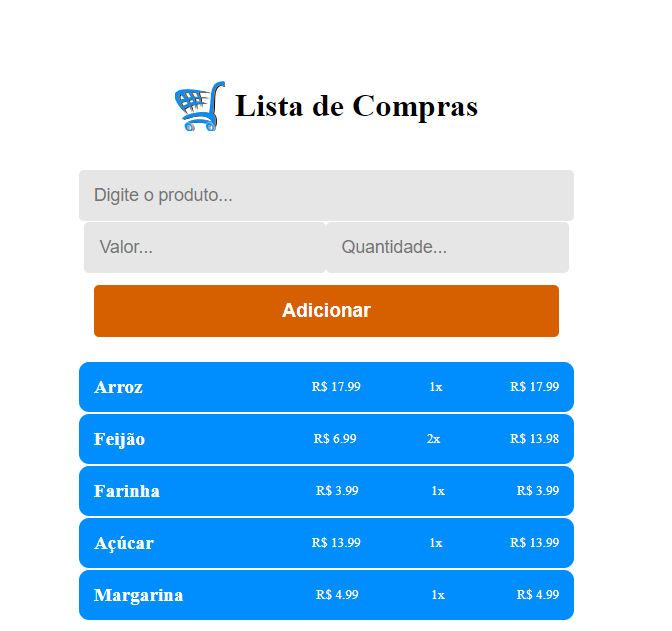 Lista de Compras
Digite o produto...
Valor... Quantidade...
Adicionar
Arroz R$ 17.99 1x R$ 17.99
Feijão R$ 6.99 2x R$ 13.98
Farinha R$ 3.99 1x R$ 3.99
Açúcar R$ 13.99 1x R$ 13.99
Margarina R$ 4.99 1x R$ 4.99